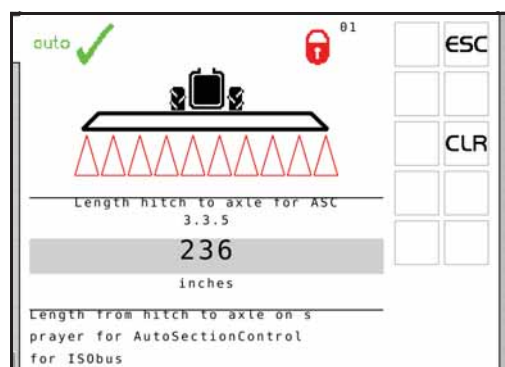 auto
01
ESC
CLR
Length hitch to axle for ASC
3.3.5
236
inches
Length from hitch to axle on s
prayer for AutoSectionControl
for ISObus